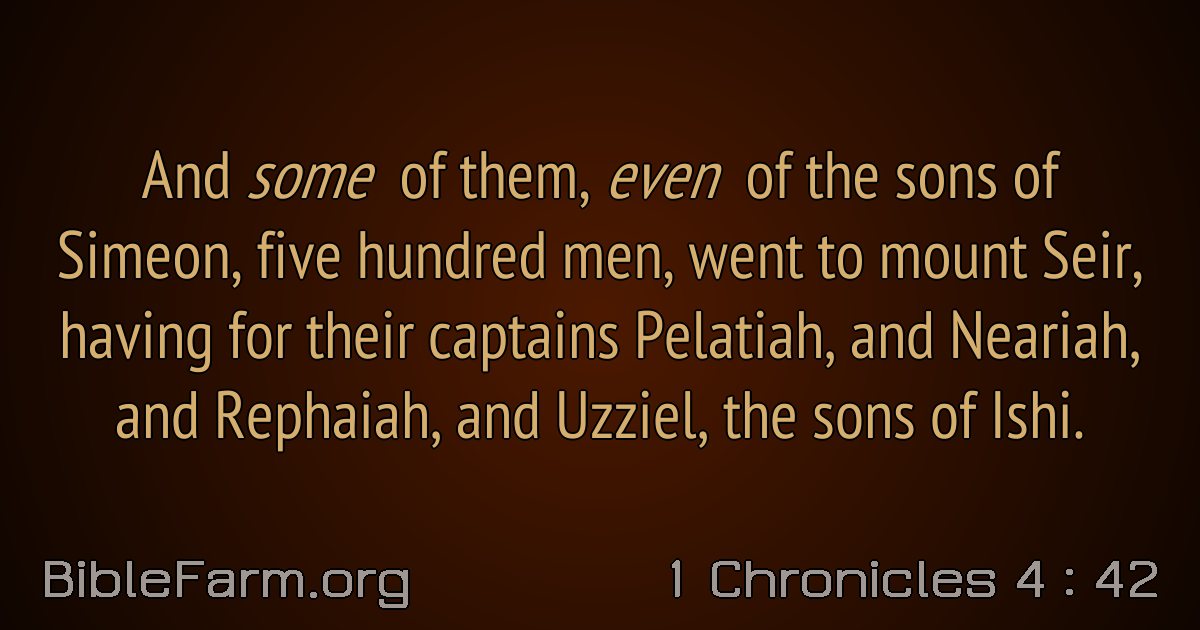 And some of them, even of the sons of
Simeon, five hundred men, went to mount Seir,
having for their captains Pelatiah, and Neariah,
and Rephaiah, and Uzziel, the sons of Ishi.
BibleFarm.org
1 Chronicles 4 : 42